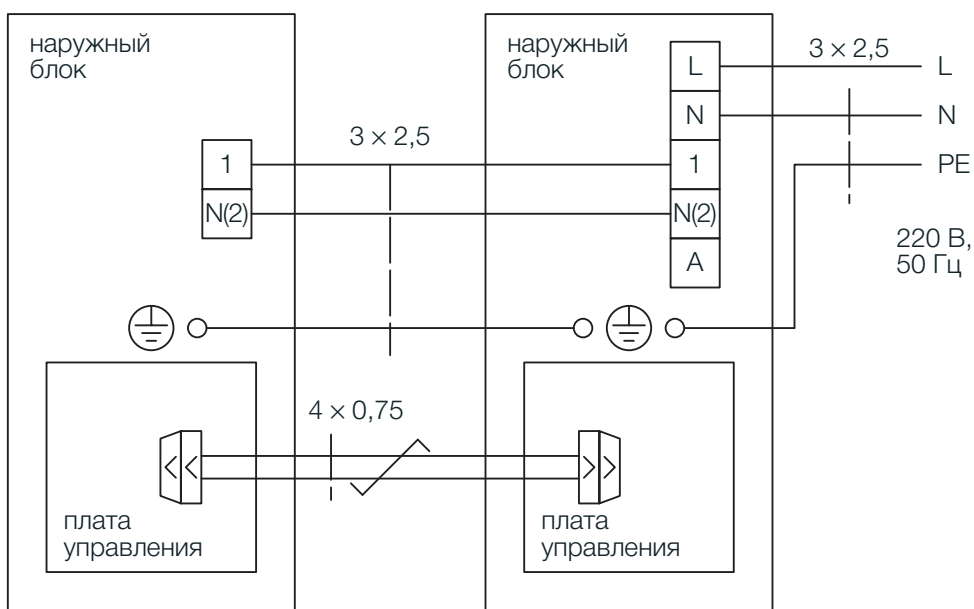 наружный
блок
наружный
блок
3 × 2,5
L
L
N
N
3 × 2,5
1
1
PE
N(2)
N(2)
A
220 В,
50 Гц
4 × 0,75
плата
управления
плата
управления